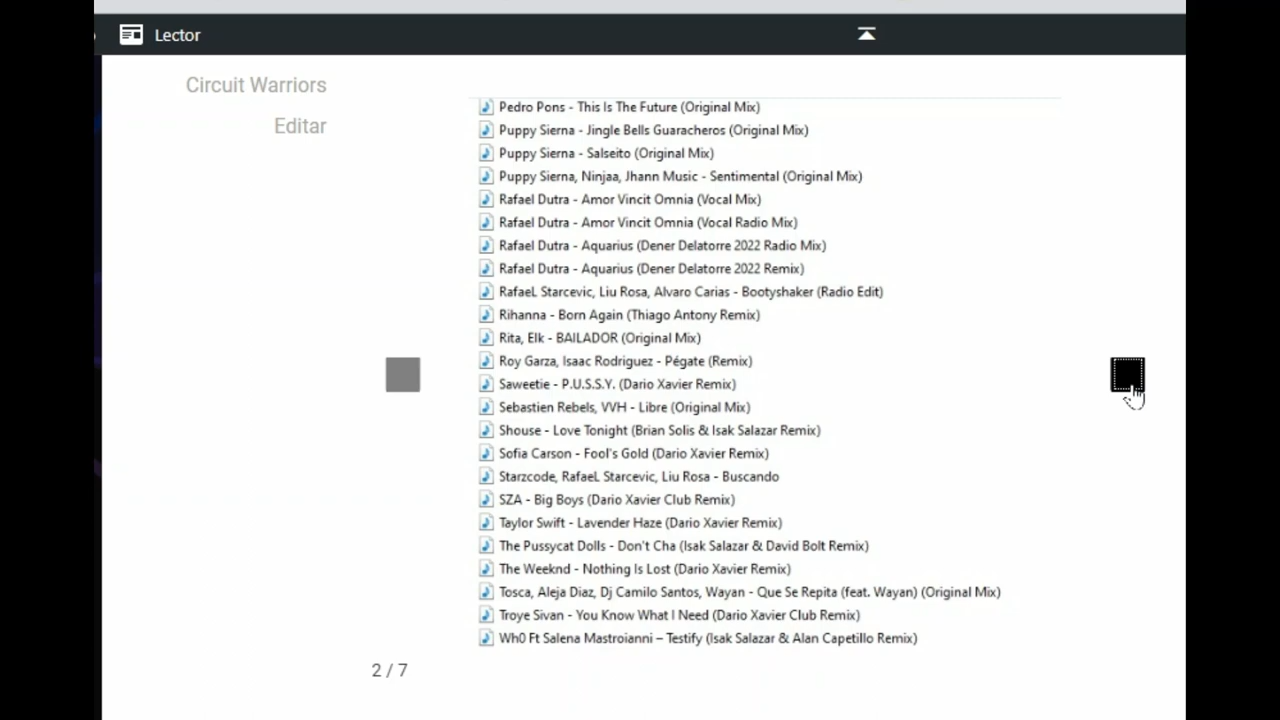 Lector
Circuit Warriors
Editar
Pedro Pons - This Is The Future (Original Mix)
Puppy Sierna - Jingle Bells Guaracheros (Original Mix)
Puppy Sierna - Salseito (Original Mix)
Puppy Sierna, Ninjaa, Jhann Music - Sentimental (Original Mix)
Rafael Dutra - Amor Vincit Omnia (Vocal Mix)
Rafael Dutra - Amor Vincit Omnia (Vocal Radio Mix)
Rafael Dutra - Aquarius (Dener Delatorre 2022 Radio Mix)
Rafael Dutra - Aquarius (Dener Delatorre 2022 Remix)
RafaeL Starcevic, Liu Rosa, Alvaro Carias - Bootyshaker (Radio Edit)
Rihanna - Born Again (Thiago Antony Remix)
Rita, Elk - BAILADOR (Original Mix)
Roy Garza, Isaac Rodriguez - Pégate (Remix)
Saweetie - P.U.S.S.Y. (Dario Xavier Remix)
Sebastien Rebels, VVH - Libre (Original Mix)
Shouse - Love Tonight (Brian Solis & Isak Salazar Remix)
Sofia Carson - Fool's Gold (Dario Xavier Remix)
Starzcode, RafaeL Starcevic, Liu Rosa - Buscando
SZA - Big Boys (Dario Xavier Club Remix)
Taylor Swift - Lavender Haze (Dario Xavier Remix)
The Pussycat Dolls - Don't Cha (Isak Salazar & David Bolt Remix)
The Weeknd - Nothing Is Lost (Dario Xavier Remix)
Tosca, Aleja Diaz, Dj Camilo Santos, Wayan - Que Se Repita (feat. Wayan) (Original Mix)
Troye Sivan - You Know What I Need (Dario Xavier Club Remix)
Wh0 Ft Salena Mastroianni – Testify (Isak Salazar & Alan Capetillo Remix)
2 / 7